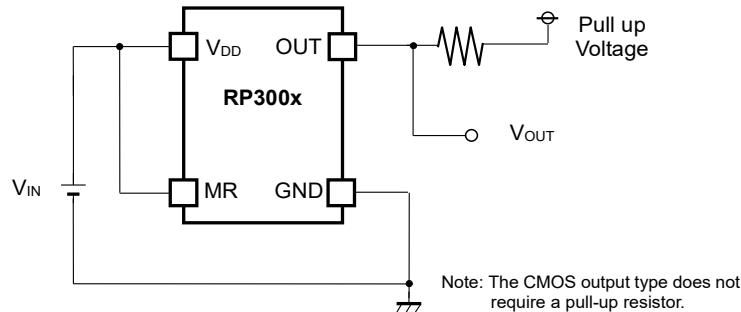 Pull up
Voltage
VDD
OUT
RP300x
VOUT
VIN
MR
GND
Note: The CMOS output type does not
require a pull-up resistor.